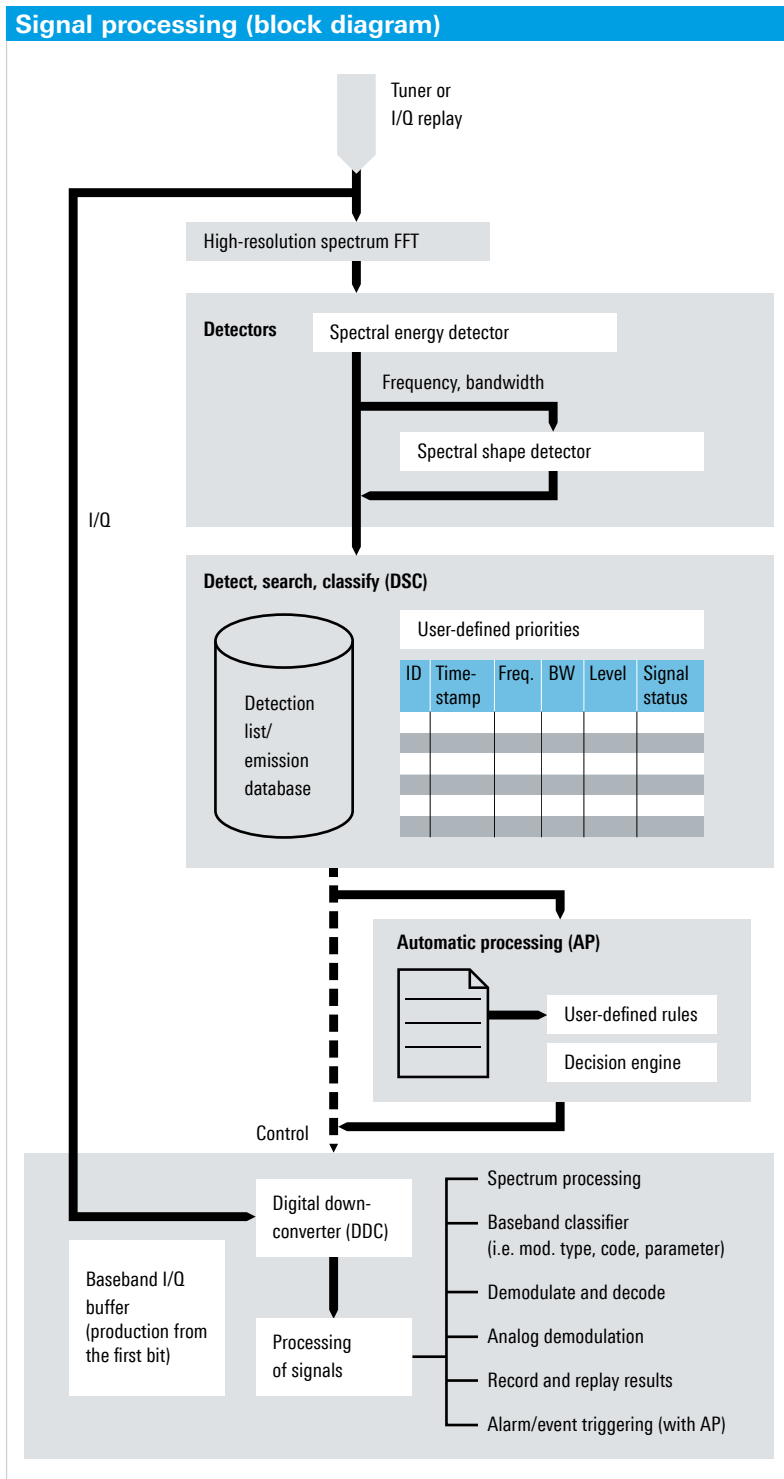 Signal processing (block diagram)
Tuner or
I/Q replay
High-resolution spectrum FFT
Detectors
Spectral energy detector
Frequency, bandwidth
Spectral shape detector
I/Q
Detect, search, classify (DSC)
User-defined priorities
ID Time- Freq. BW Level Signal
stamp status
Detection
list/
emission
database
Automatic processing (AP)
User-defined rules
Decision engine
Control
Digital down-
converter (DDC)
Baseband I/Q
buffer
(production from
the first bit)
Processing
of signals
Spectrum processing
Baseband classifier
(i.e. mod. type, code, parameter)
Demodulate and decode
Analog demodulation
Record and replay results
Alarm/event triggering (with AP)